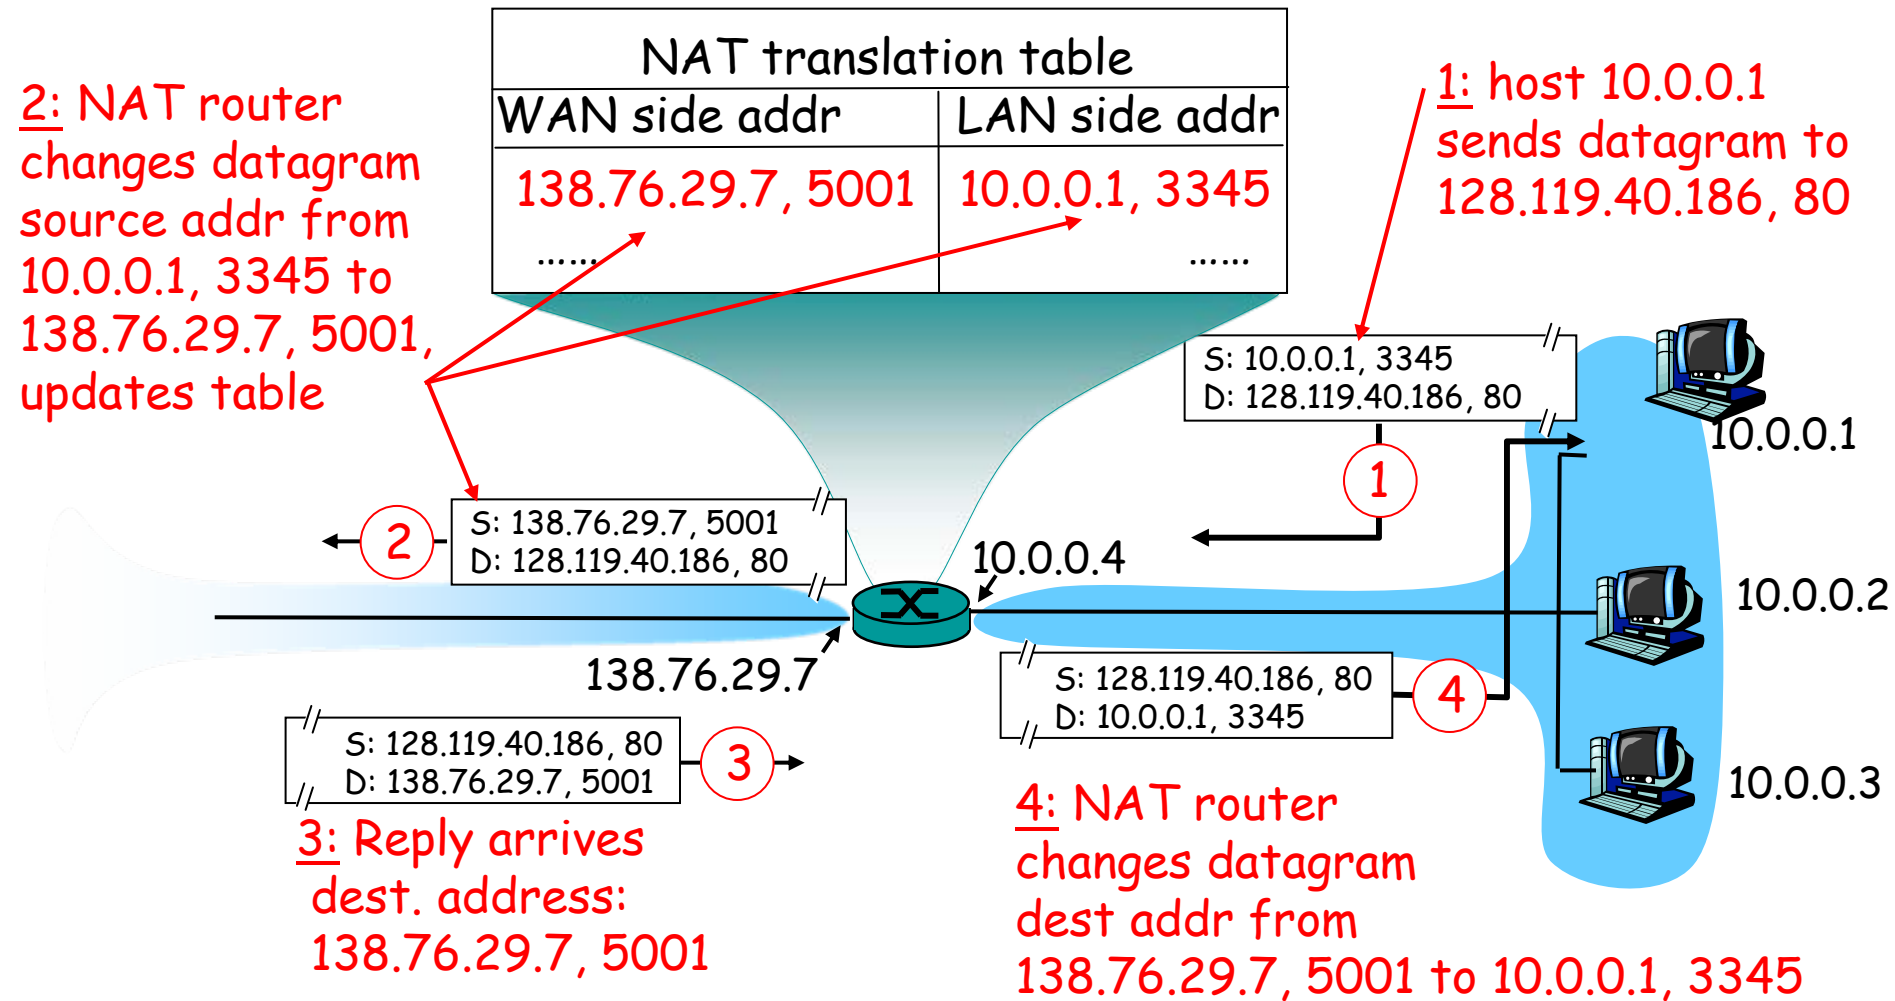 NAT translation table
WAN side addr
LAN side addr
138.76.29.7, 5001
10.0.0.1, 3345
......
......
2: NAT router
changes datagram
source addr from
10.0.0.1, 3345 to
138.76.29.7, 5001,
updates table
1: host 10.0.0.1
sends datagram to
128.119.40.186, 80
S: 10.0.0.1, 3345
D: 128.119.40.186, 80
1
10.0.0.1
S: 138.76.29.7, 5001
D: 128.119.40.186, 80
2
10.0.0.4
10.0.0.2
138.76.29.7
S: 128.119.40.186, 80
D: 10.0.0.1, 3345
4
S: 128.119.40.186, 80
D: 138.76.29.7, 5001
3
10.0.0.3
3: Reply arrives
dest. address:
138.76.29.7, 5001
4: NAT router
changes datagram
dest addr from
138.76.29.7, 5001 to 10.0.0.1, 3345